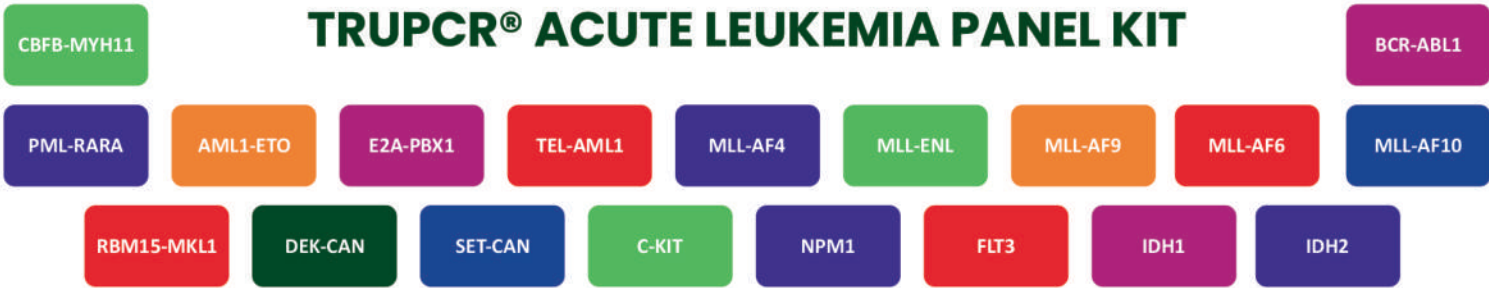 TRUPCR® ACUTE LEUKEMIA PANEL KIT
CBFB-MYH11
BCR-ABL1
PML-RARA
AML1-ETO
E2A-PBX1
TEL-AML1
MLL-AF4
MLL-ENL
MLL-AF9
MLL-AF6
MLL-AF10
RBM15-MKL1
DEK-CAN
SET-CAN
C-KIT
NPM1
FLT3
IDH1
IDH2